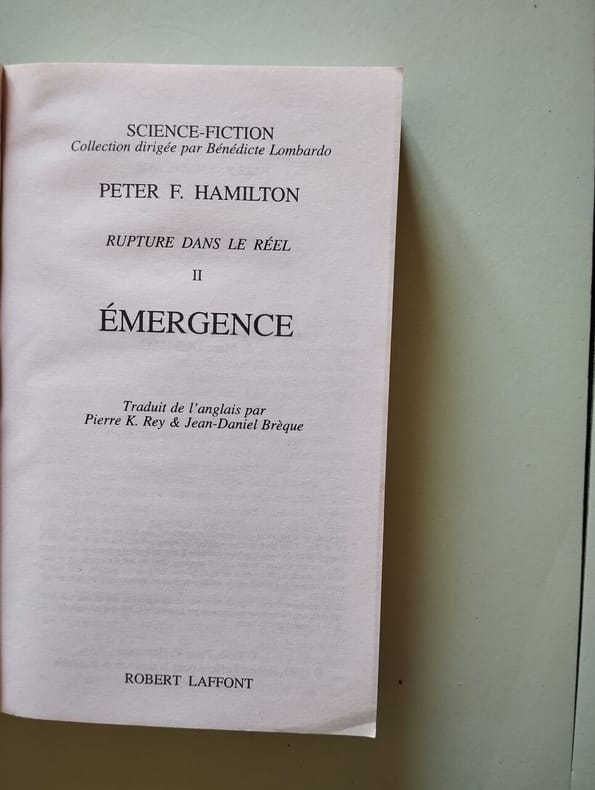 SCIENCE-FICTION
Collection dirigée par Bénédicte Lombardo
PETER F. HAMILTON
RUPTURE DANS LE RÉEL
II
ÉMERGENCE
Traduit de l'anglais par
Pierre K. Rey & Jean-Daniel Brèque
ROBERT LAFFONT